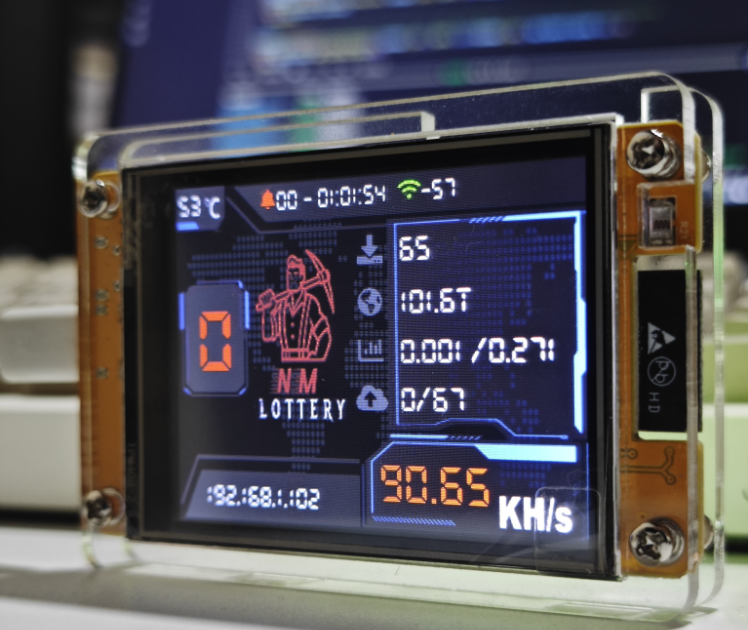 53℃
00 - 01:01:54
-57
65
101.6T
0.001 /0.271
0/67
0
NM
LOTTERY
192.168.1.102
90.65 KH/s